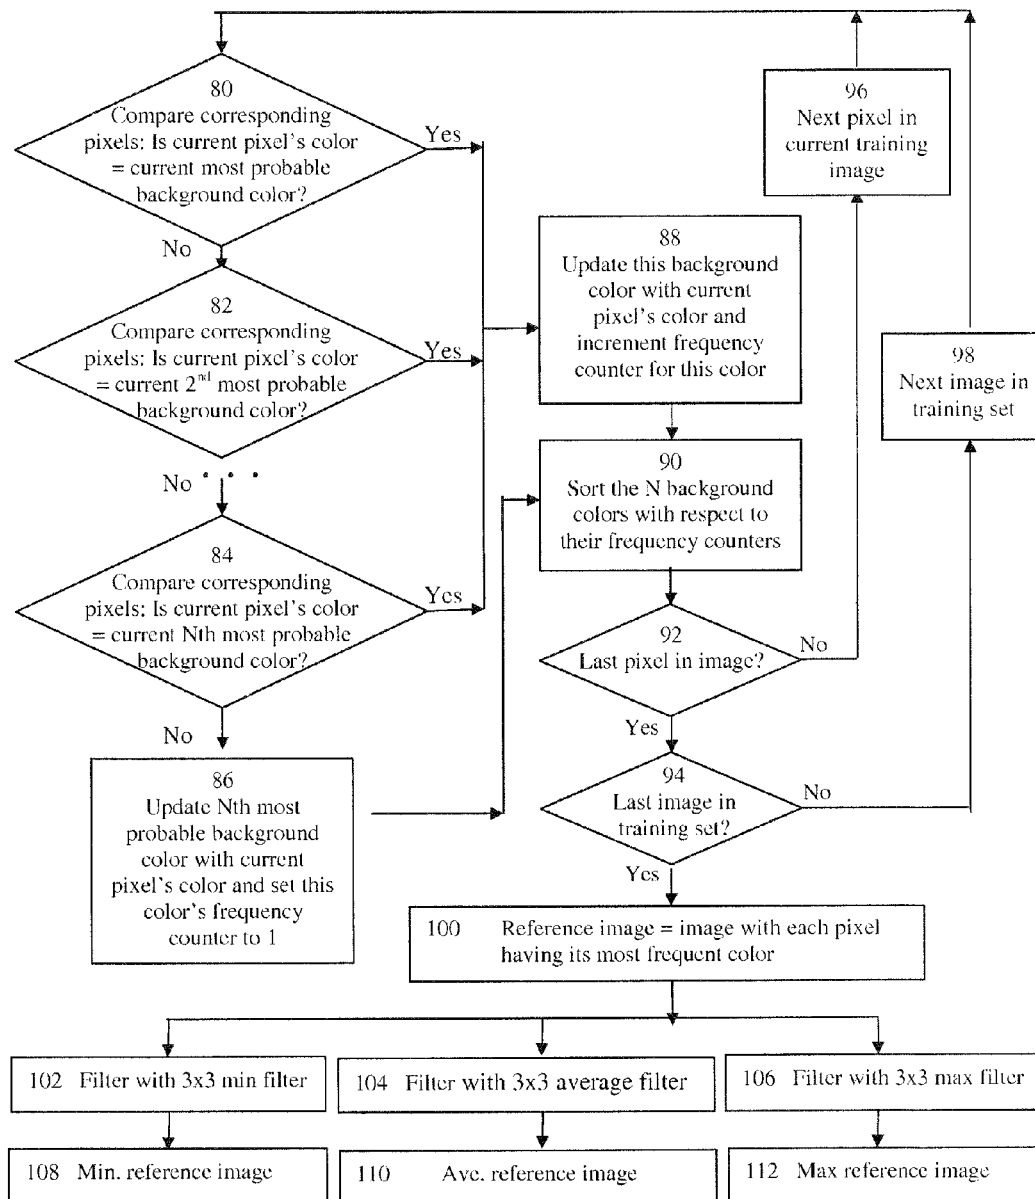 80
Compare corresponding
pixels: Is current pixel's color
= current most probable
background color?
Yes
No
82
Compare corresponding
pixels: Is current pixel's color
= current 2nd most probable
background color?
Yes
No . . .
84
Compare corresponding
pixels: Is current pixel's color
= current Nth most probable
background color?
Yes
No
86
Update Nth most
probable background
color with current
pixel's color and set this
color's frequency
counter to 1
88
Update this background
color with current
pixel's color and
increment frequency
counter for this color
90
Sort the N background
colors with respect to
their frequency counters
92
Last pixel in image?
No
Yes
94
Last image in
training set?
No
Yes
96
Next pixel in
current training
image
98
Next image in
training set
100 Reference image = image with each pixel
having its most frequent color
102 Filter with 3x3 min filter
104 Filter with 3x3 average filter
106 Filter with 3x3 max filter
108 Min. reference image
110 Ave. reference image
112 Max reference image